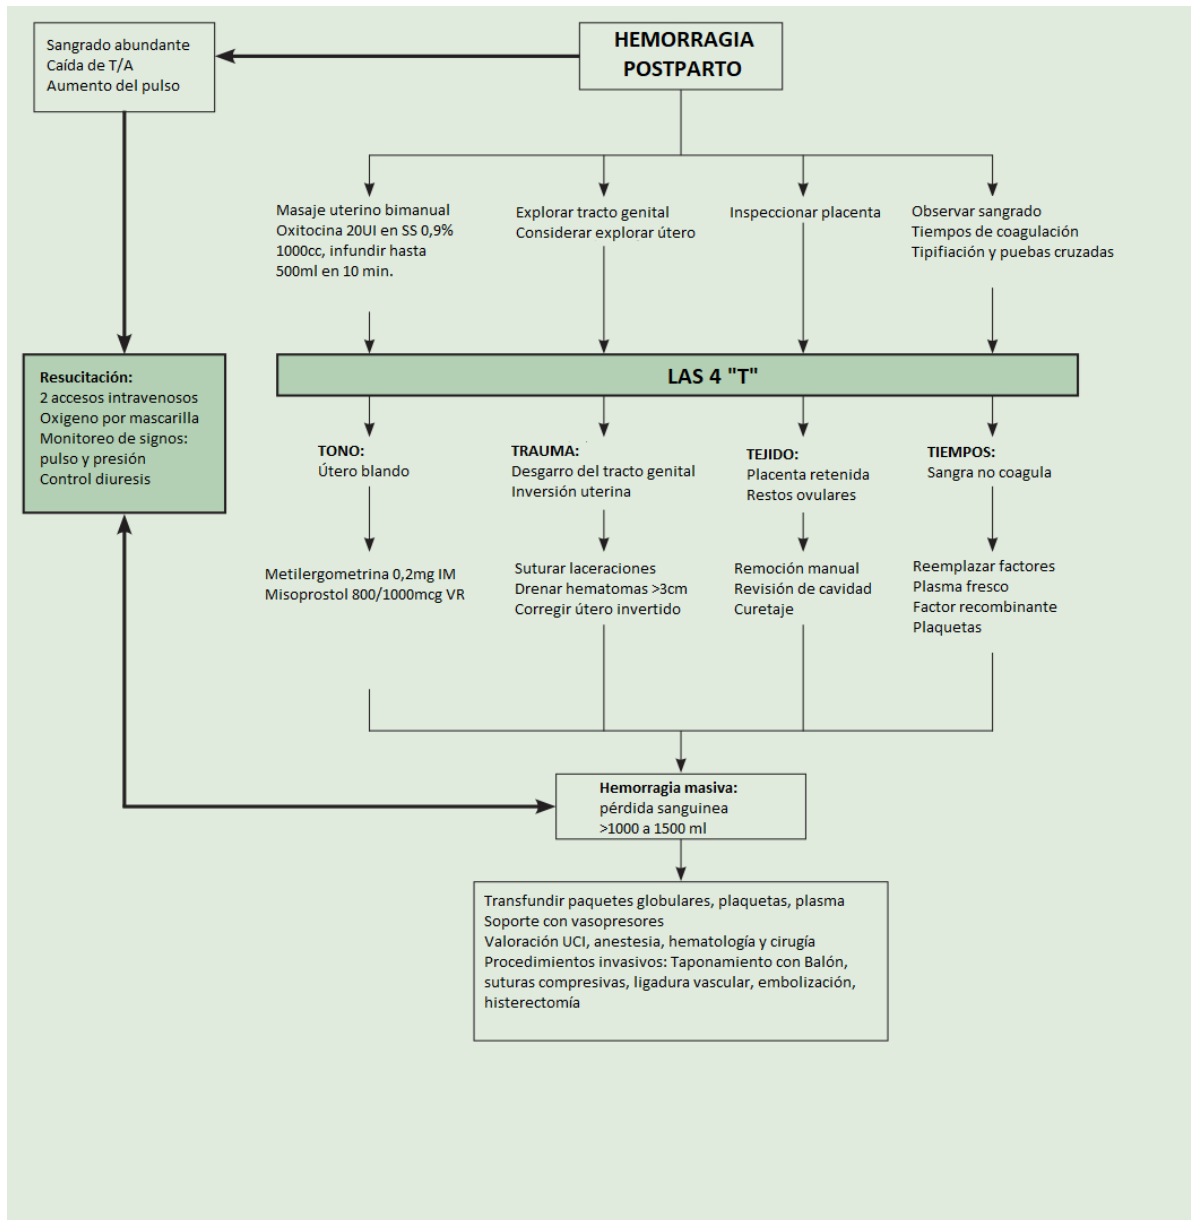 HEMORRAGIA
POSTPARTO
Sangrado abundante
Caída de T/A
Aumento del pulso
Masaje uterino bimanual
Oxitocina 20UI en SS 0,9%
1000cc, infundir hasta
500ml en 10 min.
Explorar tracto genital
Considerar explorar útero
Inspeccionar placenta
Observar sangrado
Tiempos de coagulación
Tipifiación y puebas cruzadas
Resucitación:
2 accesos intravenosos
Oxigeno por mascarilla
Monitoreo de signos:
pulso y presión
Control diuresis
LAS 4 "T"
TONO:
Útero blando
TRAUMA:
Desgarro del tracto genital
Inversión uterina
TEJIDO:
Placenta retenida
Restos ovulares
TIEMPOS:
Sangra no coagula
Metilergometrina 0,2mg IM
Misoprostol 800/1000mcg VR
Suturar laceraciones
Drenar hematomas >3cm
Corregir útero invertido
Remoción manual
Revisión de cavidad
Curetaje
Reemplazar factores
Plasma fresco
Factor recombinante
Plaquetas
Hemorragia masiva:
pérdida sanguinea
>1000 a 1500 ml
Transfundir paquetes globulares, plaquetas, plasma
Soporte con vasopresores
Valoración UCI, anestesia, hematología y cirugía
Procedimientos invasivos: Taponamiento con Balón,
suturas compresivas, ligadura vascular, embolización,
histerectomía